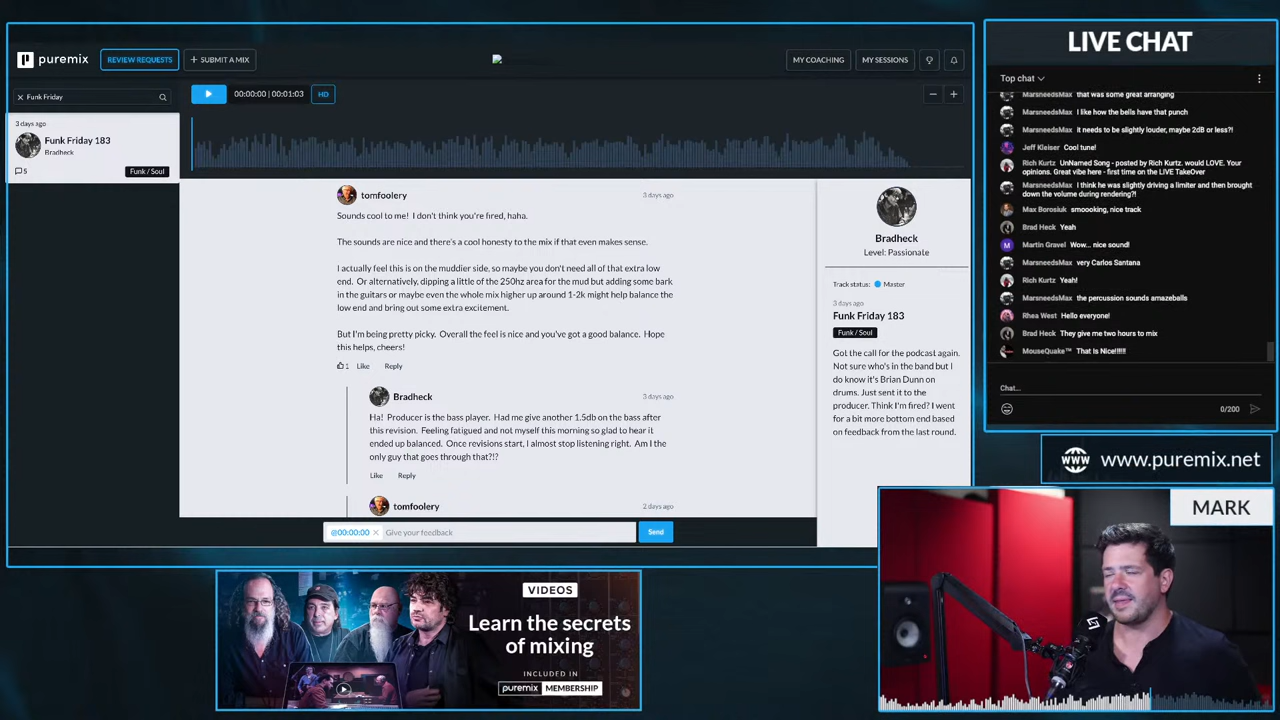 puremix
REVIEW REQUESTS
+ SUBMIT A MIX
MY COACHING
MY SESSIONS
× Funk Friday
3 days ago
Funk Friday 183
Bradheck
5
Funk / Soul
00:00:00 | 00:01:03
HD
tomfoolery
3 days ago
Sounds cool to me! I don't think you're fired, haha.
The sounds are nice and there's a cool honesty to the mix if that even makes sense.
I actually feel this is on the muddier side, so maybe you don't need all of that extra low
end. Or alternatively, dipping a little of the 250hz area for the mud but adding some bark
in the guitars or maybe even the whole mix higher up around 1-2k might help balance the
low end and bring out some extra excitement.
But I'm being pretty picky. Overall the feel is nice and you've got a good balance. Hope
this helps, cheers!
1 Like Reply
Bradheck
3 days ago
Ha! Producer is the bass player. Had me give another 1.5db on the bass after
this revision. Feeling fatigued and not myself this morning so glad to hear it
ended up balanced. Once revisions start, I almost stop listening right. Am I the
only guy that goes through that?!?
Like Reply
tomfoolery
2 days ago
@00:00:00 × Give your feedback
Send
Bradheck
Level: Passionate
Track status: Master
3 days ago
Funk Friday 183
Funk / Soul
Got the call for the podcast again.
Not sure who's in the band but I
do know it's Brian Dunn on
drums. Just sent it to the
producer. Think I'm fired? I went
for a bit more bottom end based
on feedback from the last round.
LIVE CHAT
Top chat
MarsneedsMax that was some great arranging
MarsneedsMax I like how the bells have that punch
MarsneedsMax it needs to be slightly louder, maybe 2dB or less?!
Jeff Kleiser Cool tune!
Rich Kurtz UnNamed Song - posted by Rich Kurtz. would LOVE. Your
opinions. Great vibe here - first time on the LIVE TakeOver
MarsneedsMax I think he was slightly driving a limiter and then brought
down the volume during rendering?!
Max Borosiuk smoooking, nice track
Brad Heck Yeah
M
Martin Gravel Wow... nice sound!
MarsneedsMax very Carlos Santana
Rich Kurtz Yeah!
MarsneedsMax the percussion sounds amazeballs
Rhea West Hello everyone!
Brad Heck They give me two hours to mix
MouseQuake™ That Is Nice!!!!!!
Chat...
0/200
WWW
www.puremix.net
MARK
VIDEOS
Learn the secrets
of mixing
INCLUDED IN
puremix MEMBERSHIP